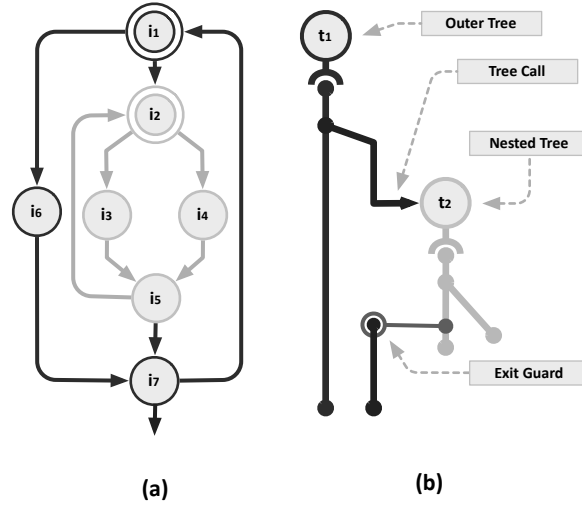 i1
i2
i3
i4
i5
i6
i7
(a)
t1
Outer Tree
Tree Call
Nested Tree
t2
Exit Guard
(b)